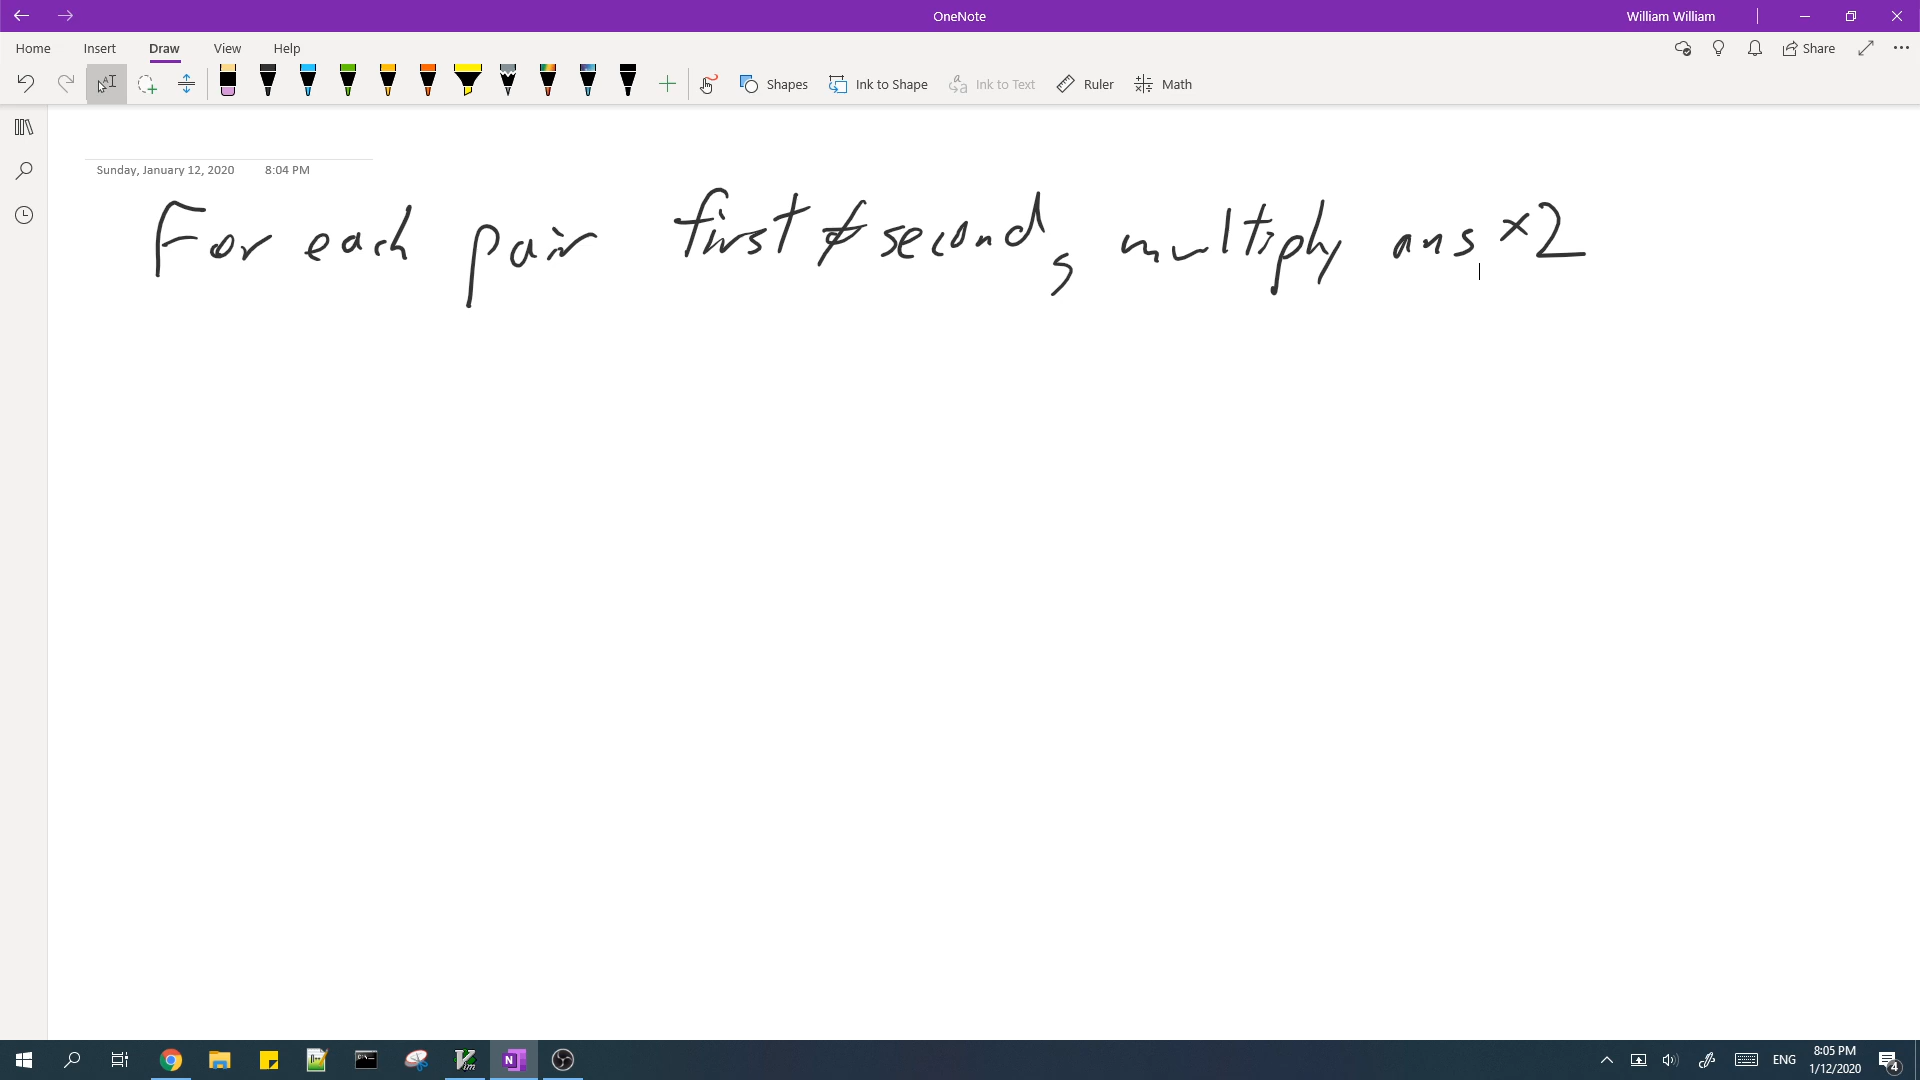 OneNote
William William
Home Insert Draw View Help
Share
Shapes Ink to Shape Ink to Text Ruler Math
Sunday, January 12, 2020 8:04 PM
For each pair first ≠ second, multiply ans ×2
ENG
8:05 PM
1/12/2020
4